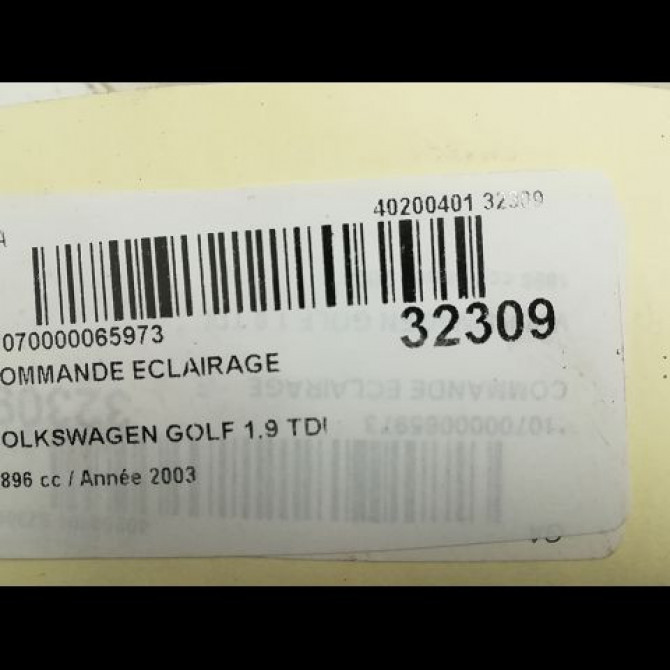 40200401 32309
070000065973
32309
OMMANDE ECLAIRAGE
OLKSWAGEN GOLF 1.9 TDI
896 cc / Année 2003